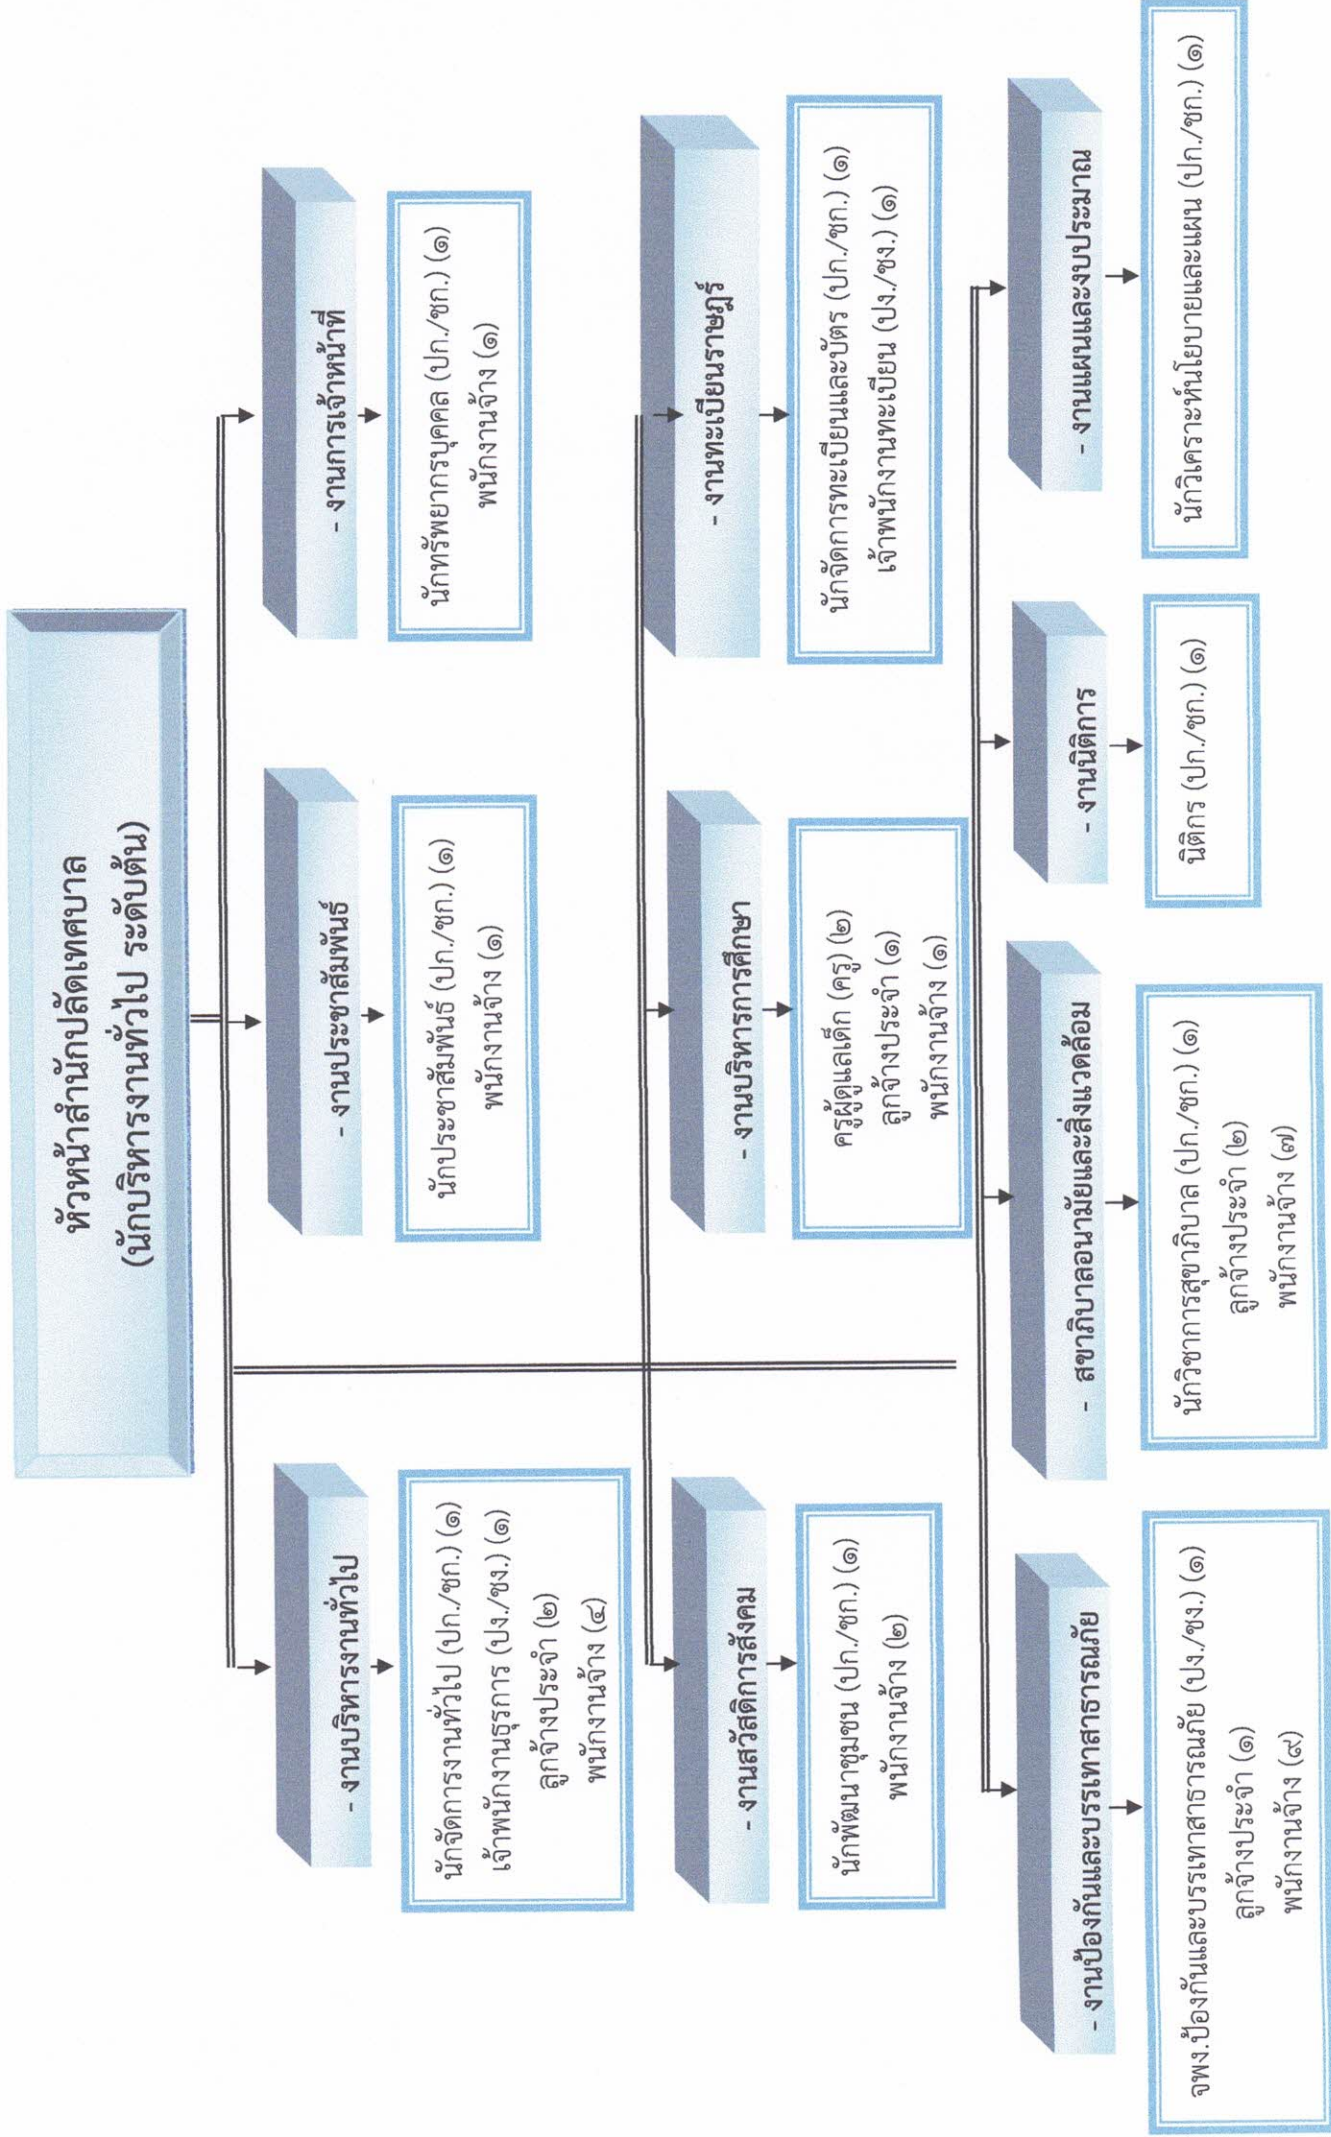 หัวหน้าสำนักปลัดเทศบาล
(นักบริหารงานทั่วไป ระดับต้น)
- งานบริหารงานทั่วไป
นักจัดการงานทั่วไป (ปก./ชก.) (๑)
เจ้าพนักงานธุรการ (ปง./ชง.) (๑)
ลูกจ้างประจำ (๒)
พนักงานจ้าง (๔)
- งานประชาสัมพันธ์
นักประชาสัมพันธ์ (ปก./ชก.) (๑)
พนักงานจ้าง (๑)
- งานการเจ้าหน้าที่
นักทรัพยากรบุคคล (ปก./ชก.) (๑)
พนักงานจ้าง (๑)
- งานสวัสดิการสังคม
นักพัฒนาชุมชน (ปก./ชก.) (๑)
พนักงานจ้าง (๒)
- งานบริหารการศึกษา
ครูผู้ดูแลเด็ก (ครู) (๒)
ลูกจ้างประจำ (๑)
พนักงานจ้าง (๑)
- งานทะเบียนราษฎร์
นักจัดการทะเบียนและบัตร (ปก./ชก.) (๑)
เจ้าพนักงานทะเบียน (ปง./ชง.) (๑)
- งานป้องกันและบรรเทาสาธารณภัย
จพง.ป้องกันและบรรเทาสาธารณภัย (ปง./ชง.) (๑)
ลูกจ้างประจำ (๑)
พนักงานจ้าง (๙)
- สขาภิบาลอนามัยและสิ่งแวดล้อม
นักวิชาการสุขาภิบาล (ปก./ชก.) (๑)
ลูกจ้างประจำ (๒)
พนักงานจ้าง (๗)
- งานนิติการ
นิติกร (ปก./ชก.) (๑)
- งานแผนและงบประมาณ
นักวิเคราะห์นโยบายและแผน (ปก./ชก.) (๑)